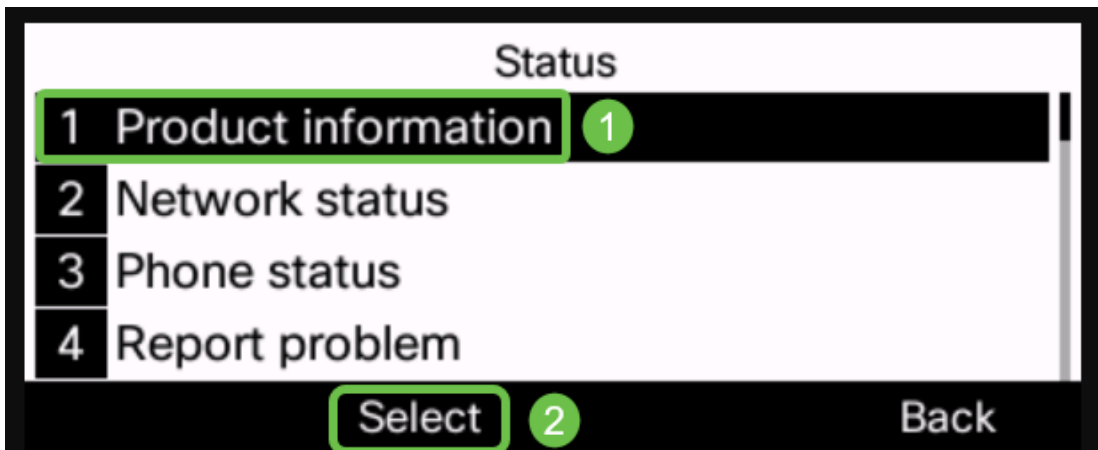 Status
1 Product information 1
2 Network status
3 Phone status
4 Report problem
Select 2 Back